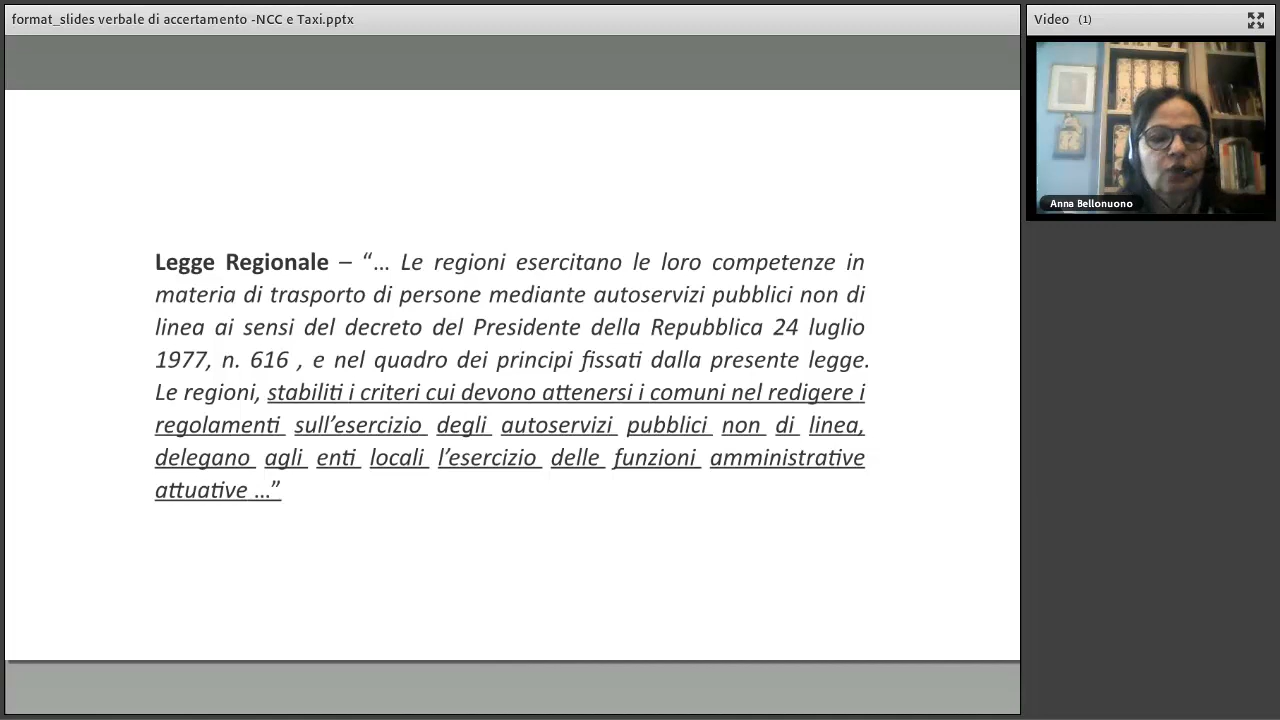 format_slides verbale di accertamento -NCC e Taxi.pptx
Video (1)
Anna Bellonuono
Legge Regionale – “… Le regioni esercitano le loro competenze in
materia di trasporto di persone mediante autoservizi pubblici non di
linea ai sensi del decreto del Presidente della Repubblica 24 luglio
1977, n. 616 , e nel quadro dei principi fissati dalla presente legge.
Le regioni, stabiliti i criteri cui devono attenersi i comuni nel redigere i
regolamenti sull’esercizio degli autoservizi pubblici non di linea,
delegano agli enti locali l’esercizio delle funzioni amministrative
attuative …”